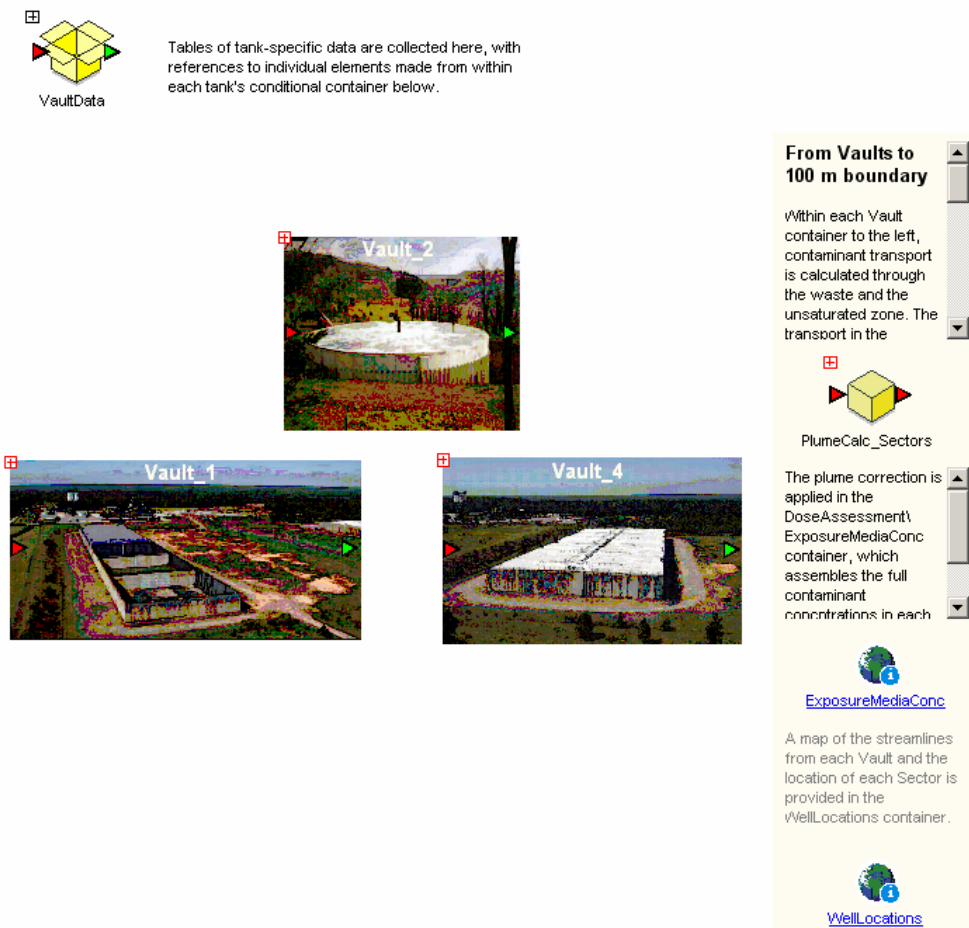 Tables of tank-specific data are collected here, with
references to individual elements made from within
each tank's conditional container below.
VaultData
Vault_2
Vault_1
Vault_4
From Vaults to
100 m boundary
Within each Vault
container to the left,
contaminant transport
is calculated through
the waste and the
unsaturated zone. The
transport in the
PlumeCalc_Sectors
The plume correction is
applied in the
DoseAssessment\
ExposureMediaConc
container, which
assembles the full
contaminant
concntrations in each
ExposureMediaConc
A map of the streamlines
from each Vault and the
location of each Sector is
provided in the
WellLocations container.
WellLocations